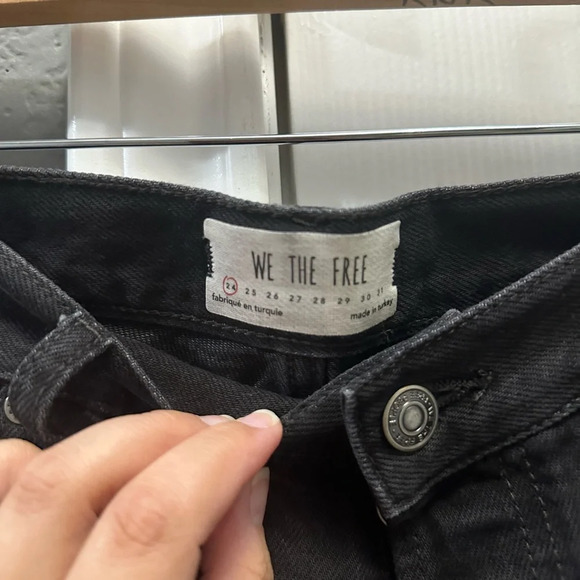 WE THE FREE
24 25 26 27 28 29 30 31
fabriqué en turquie made in turkey